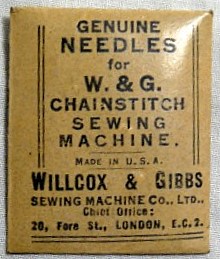 GENUINE
NEEDLES
for
W. & G.
CHAINSTITCH
SEWING
MACHINE.
MADE IN U.S.A.
WILLCOX & GIBBS
SEWING MACHINE CO., LTD.,
Chief Office:
20, Fore St., LONDON, E.C.2.